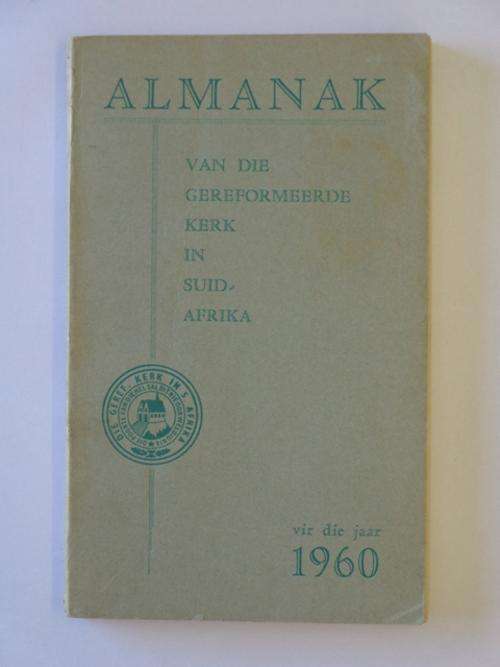 ALMANAK
VAN DIE
GEREFORMEERDE
KERK
IN
SUID-
AFRIKA
DIE GEREF. KERK IN S. AFRIKA
vir die jaar
1960